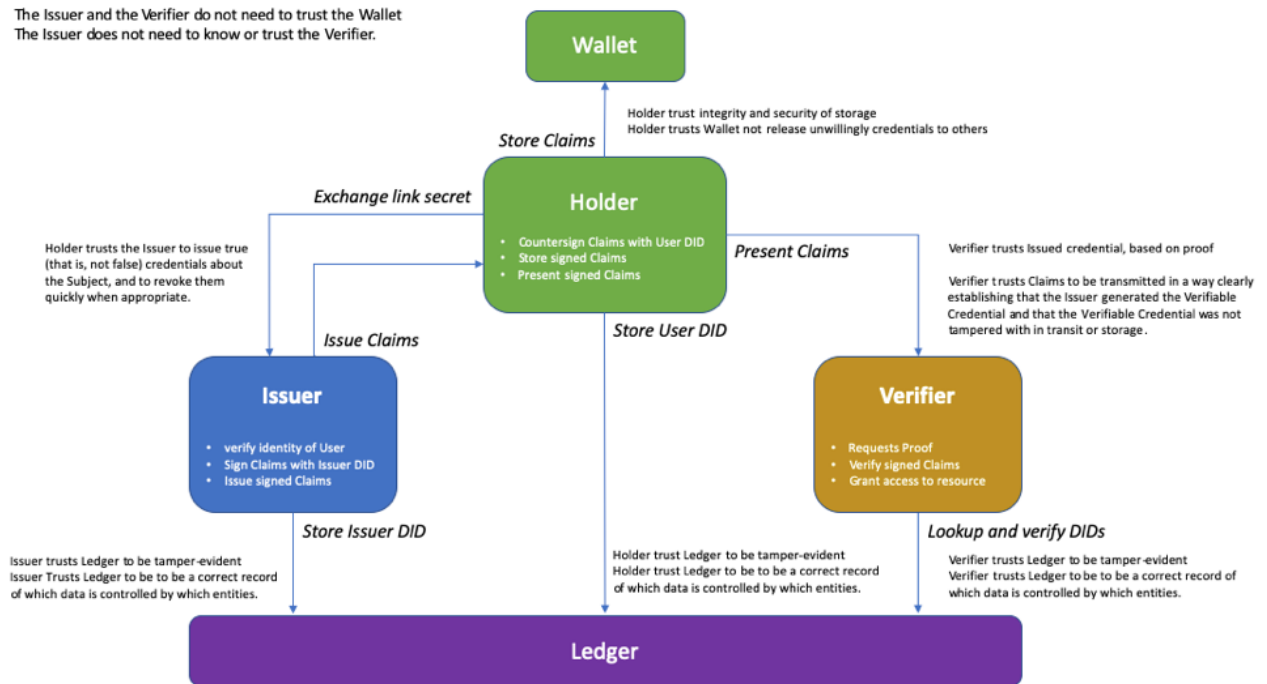 The Issuer and the Verifier do not need to trust the Wallet
The Issuer does not need to know or trust the Verifier.
Wallet
Holder trust integrity and security of storage
Holder trusts Wallet not release unwillingly credentials to others
Store Claims
Exchange link secret
Holder
• Countersign Claims with User DID
• Store signed Claims
• Present signed Claims
Present Claims
Holder trusts the Issuer to issue true
(that is, not false) credentials about
the Subject, and to revoke them
quickly when appropriate.
Verifier trusts Issued credential, based on proof
Verifier trusts Claims to be transmitted in a way clearly
establishing that the Issuer generated the Verifiable
Credential and that the Verifiable Credential was not
tampered with in transit or storage.
Issue Claims
Store User DID
Issuer
• verify identity of User
• Sign Claims with Issuer DID
• Issue signed Claims
Verifier
• Requests Proof
• Verify signed Claims
• Grant access to resource
Store Issuer DID
Lookup and verify DIDs
Issuer trusts Ledger to be tamper-evident
Issuer Trusts Ledger to be to be a correct record
of which data is controlled by which entities.
Holder trust Ledger to be tamper-evident
Holder trust Ledger to be to be a correct record
of which data is controlled by which entities.
Verifier trusts Ledger to be tamper-evident
Verifier trusts Ledger to be to be a correct record of
which data is controlled by which entities.
Ledger